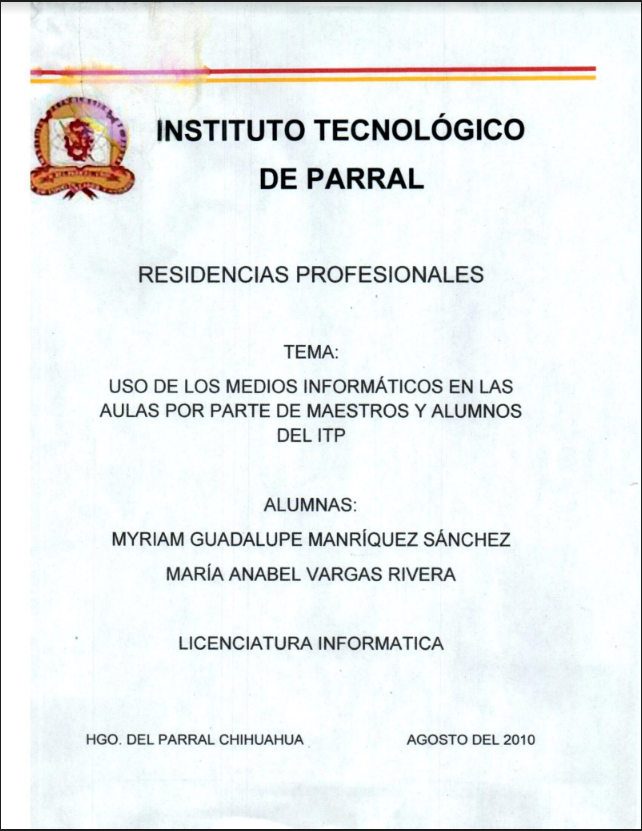 INSTITUTO TECNOLÓGICO
DE PARRAL
RESIDENCIAS PROFESIONALES
TEMA:
USO DE LOS MEDIOS INFORMÁTICOS EN LAS
AULAS POR PARTE DE MAESTROS Y ALUMNOS
DEL ITP
ALUMNAS:
MYRIAM GUADALUPE MANRÍQUEZ SÁNCHEZ
MARÍA ANABEL VARGAS RIVERA
LICENCIATURA INFORMATICA
HGO. DEL PARRAL CHIHUAHUA AGOSTO DEL 2010